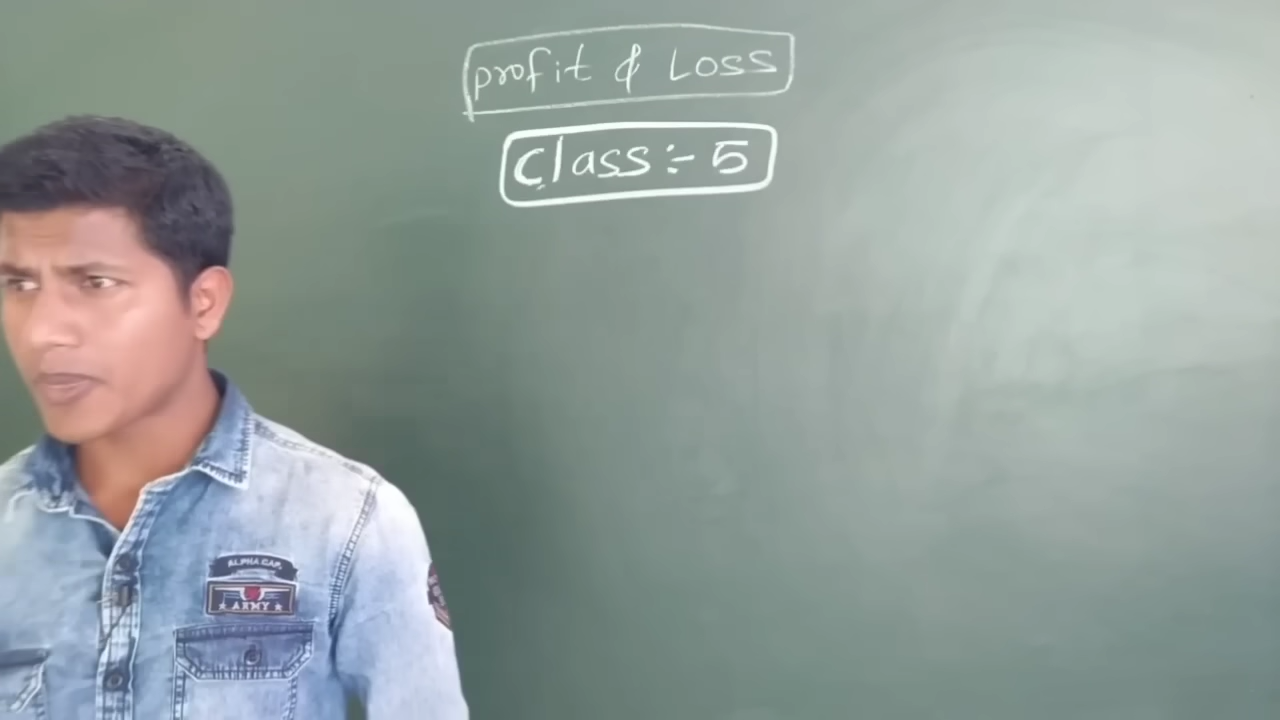 profit & Loss
Class :- 5
ALPHA CAP.
★ ARMY ★